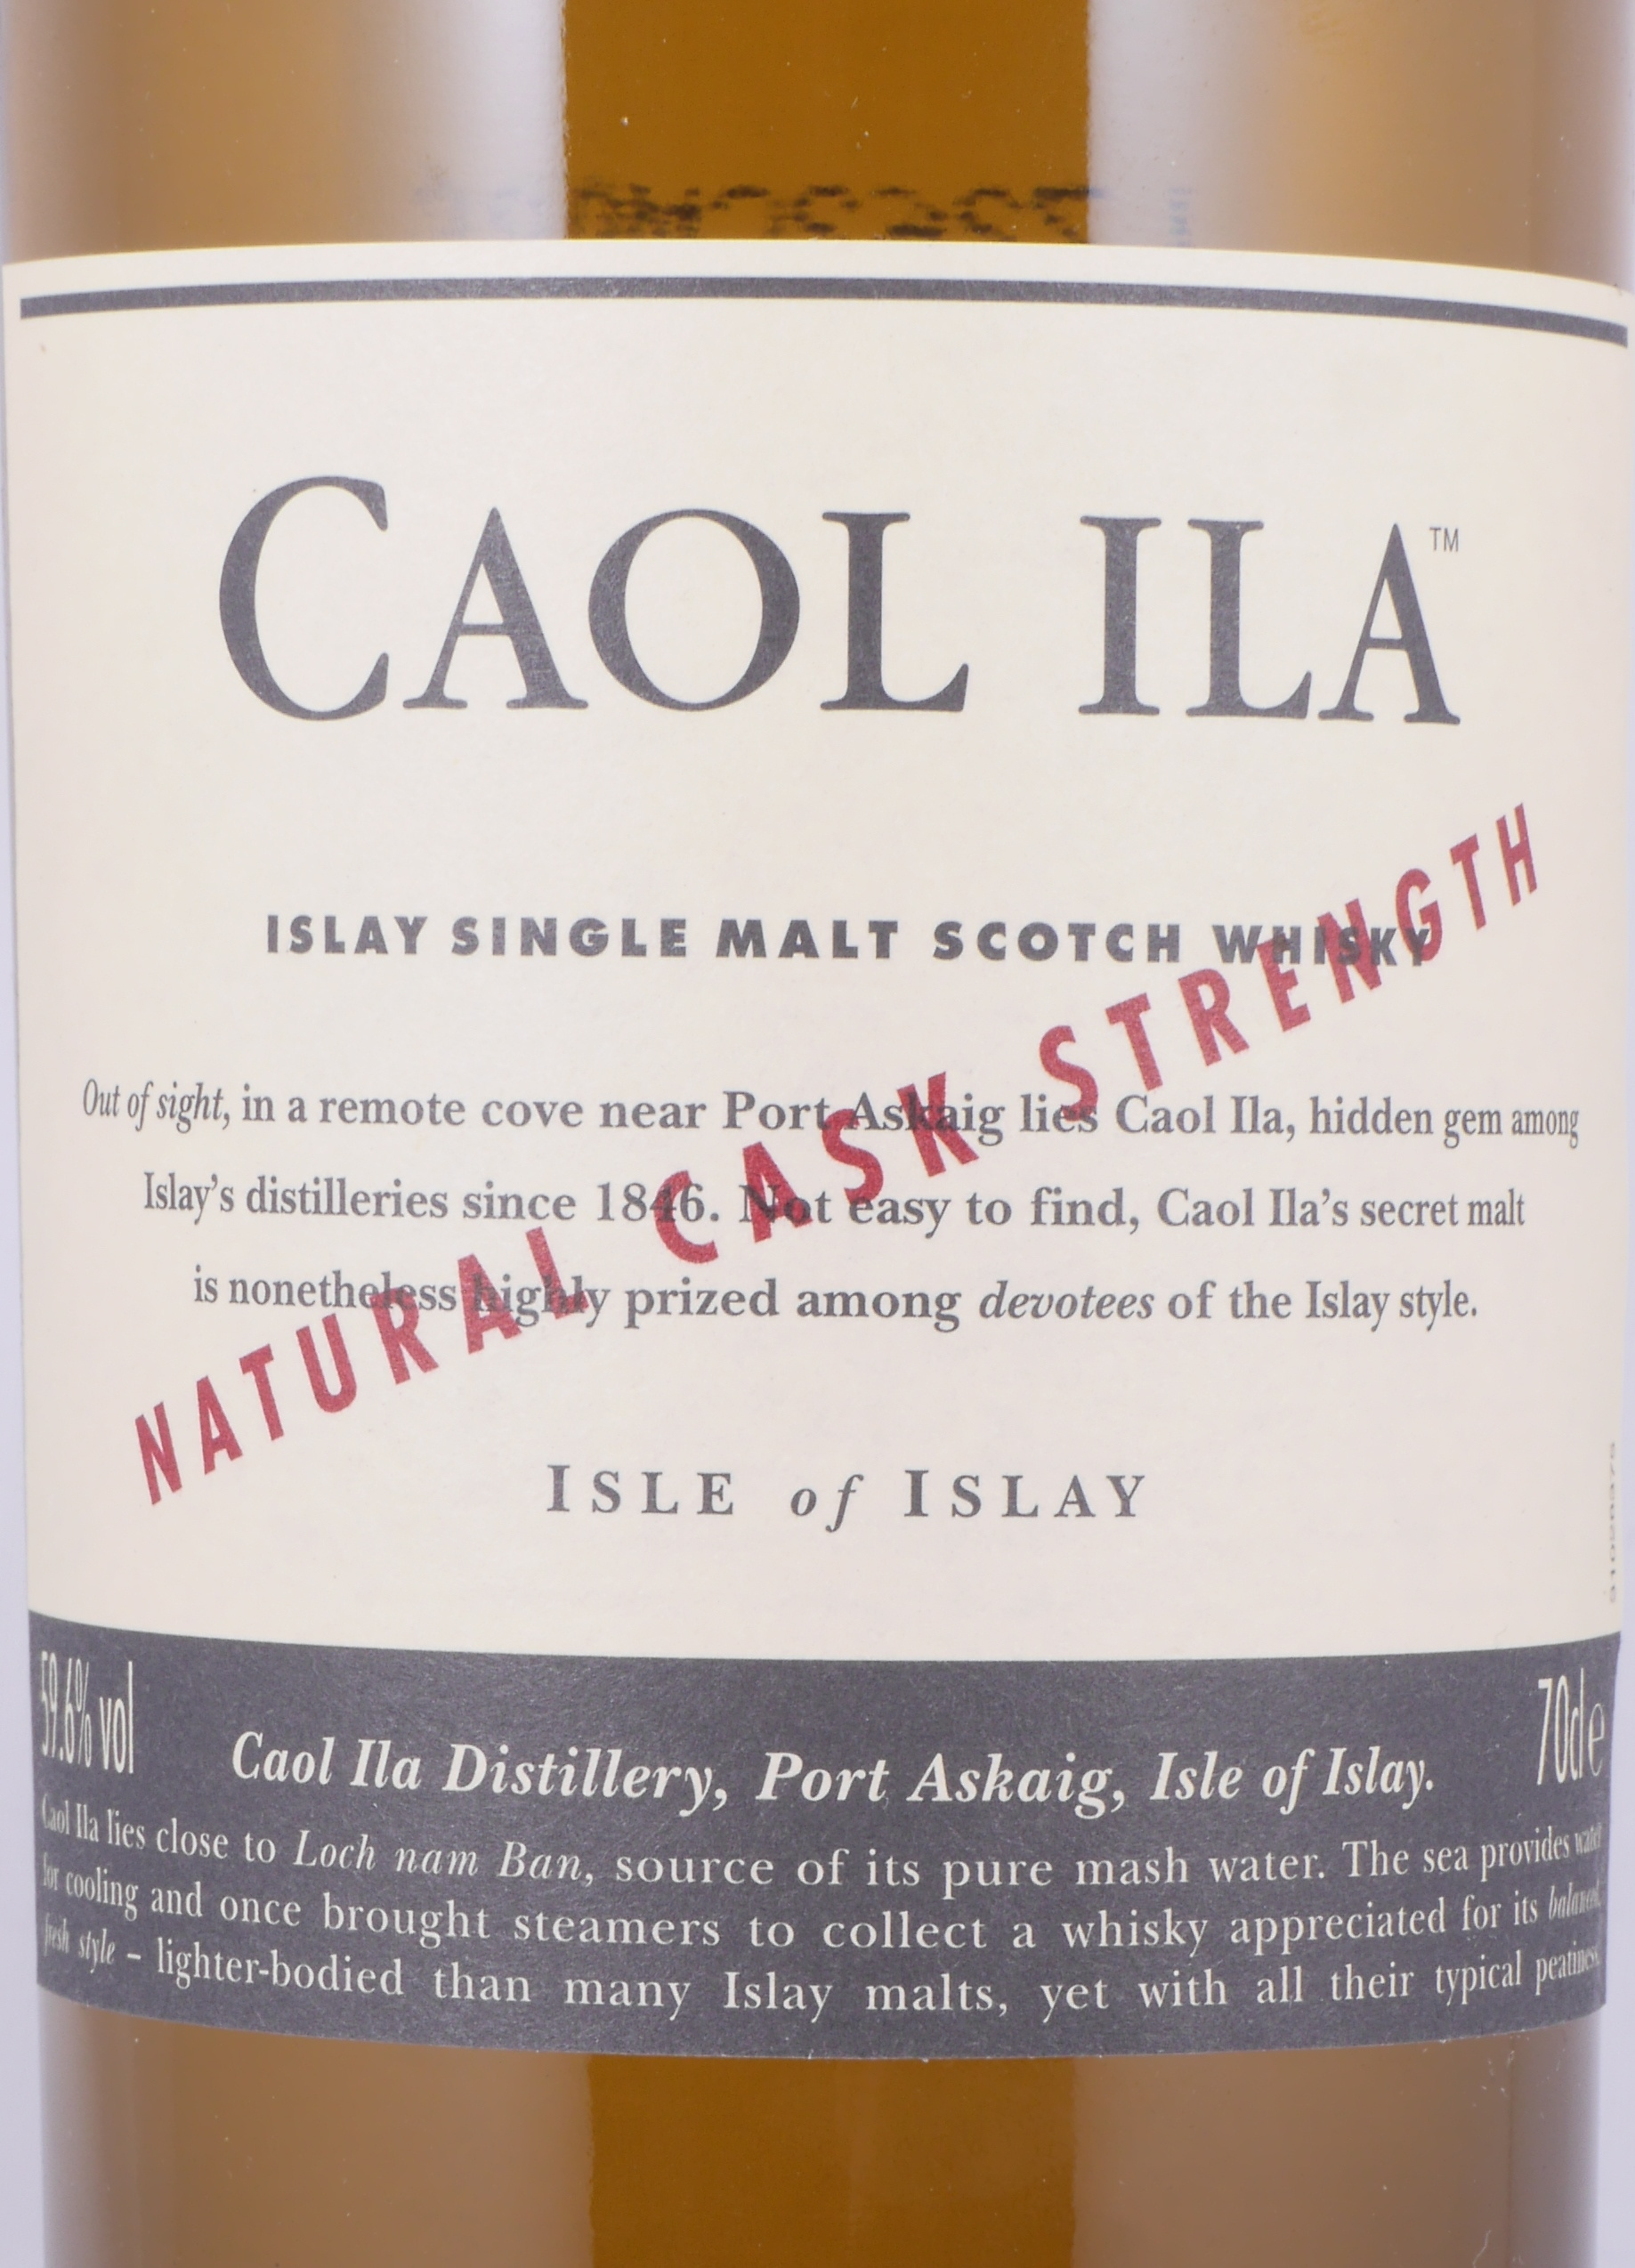 CAOL ILA™
ISLAY SINGLE MALT SCOTCH WHISKY
NATURAL CASK STRENGTH
Out of sight, in a remote cove near Port Askaig lies Caol Ila, hidden gem among
Islay’s distilleries since 1846. Not easy to find, Caol Ila’s secret malt
is nonetheless highly prized among devotees of the Islay style.
ISLE of ISLAY
59.6% vol
70cl e
Caol Ila Distillery, Port Askaig, Isle of Islay.
Caol Ila lies close to Loch nam Ban, source of its pure mash water. The sea provides water
for cooling and once brought steamers to collect a whisky appreciated for its balanced,
fresh style – lighter-bodied than many Islay malts, yet with all their typical peatiness.